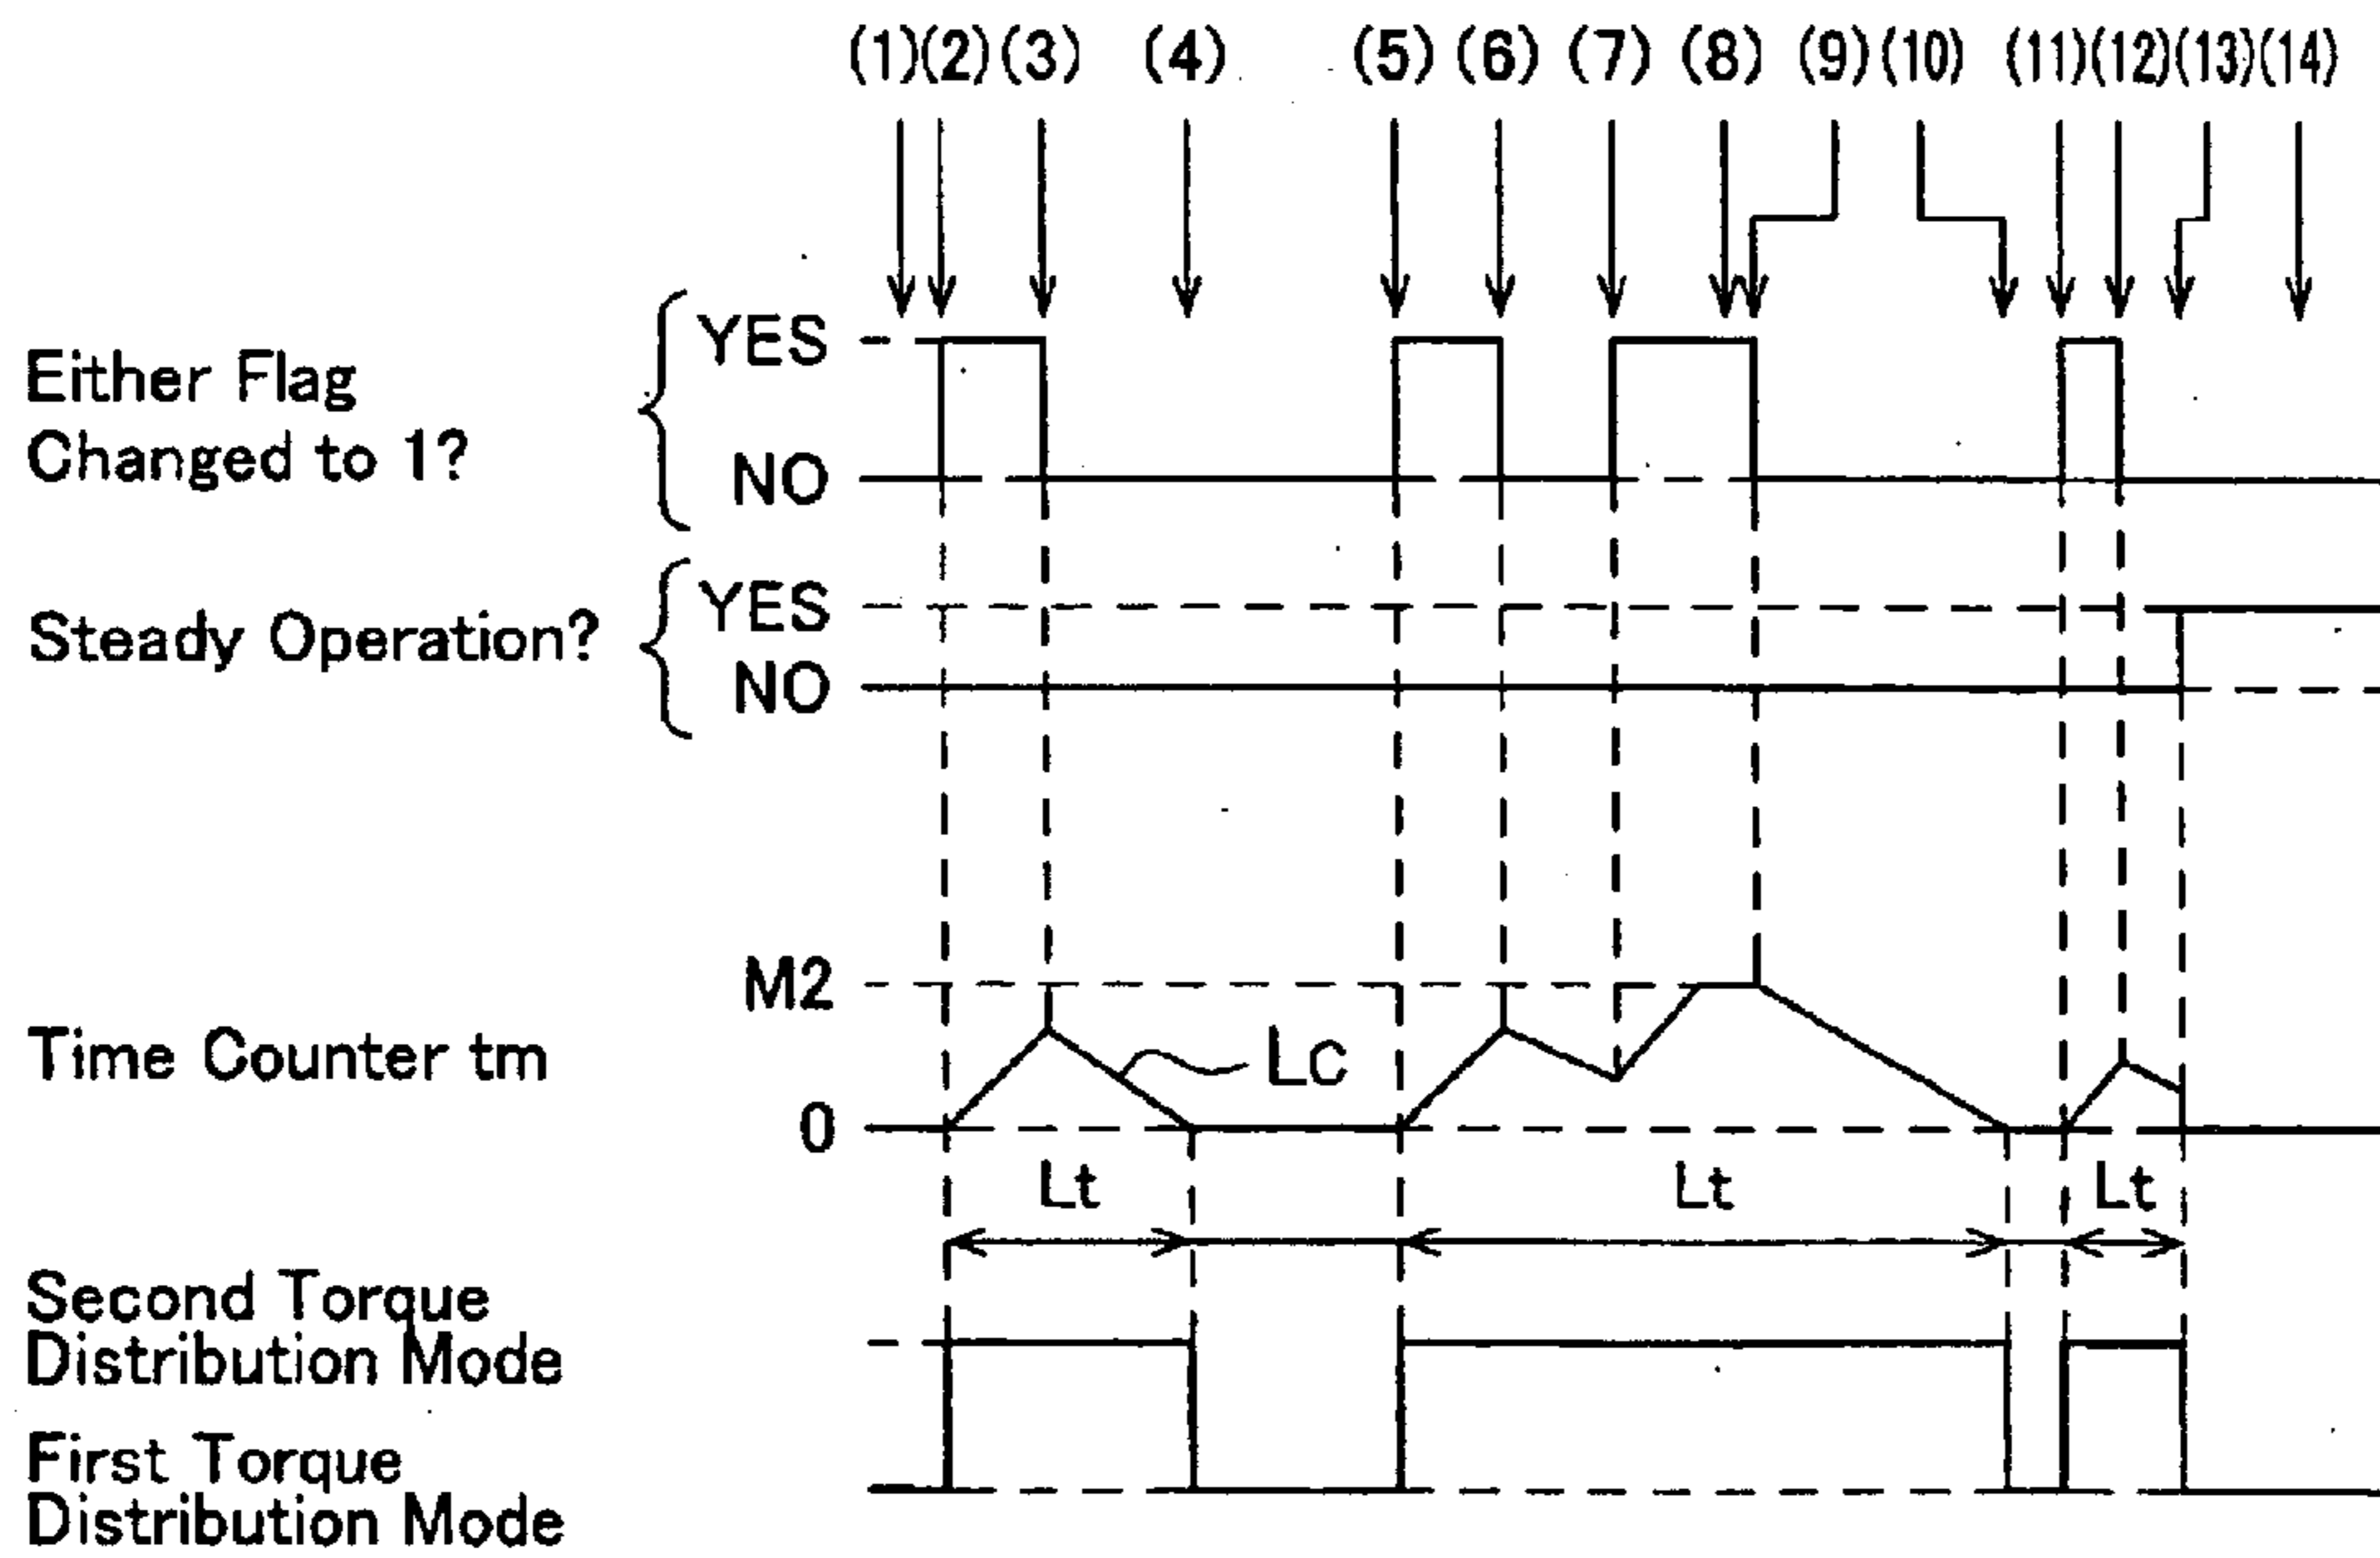 (1)(2)(3) (4) (5) (6) (7) (8) (9) (10) (11)(12)(13)(14)
YES
Either Flag
Changed to 1?
NO
YES
Steady Operation?
NO
M2
Time Counter tm
Lc
0
Lt Lt Lt
Second Torque
Distribution Mode
First Torque
Distribution Mode